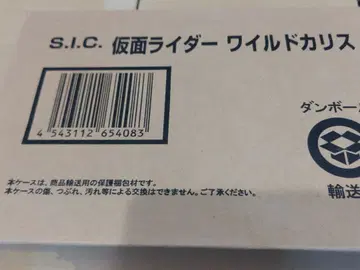 S.I.C. 仮面ライダー ワイルドカリス
4 543112 654083
ダンボー
輸送
本ケースは、商品輸送用の保護梱包材です。
本ケースの傷、つぶれ、汚れ等による交換はできません。ご了承ください。